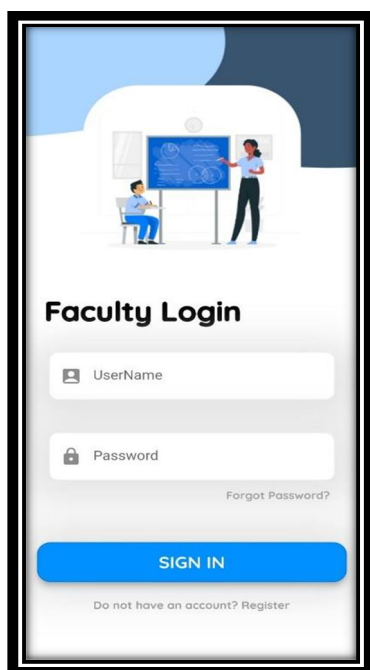 Faculty Login
UserName
Password
Forgot Password?
SIGN IN
Do not have an account? Register